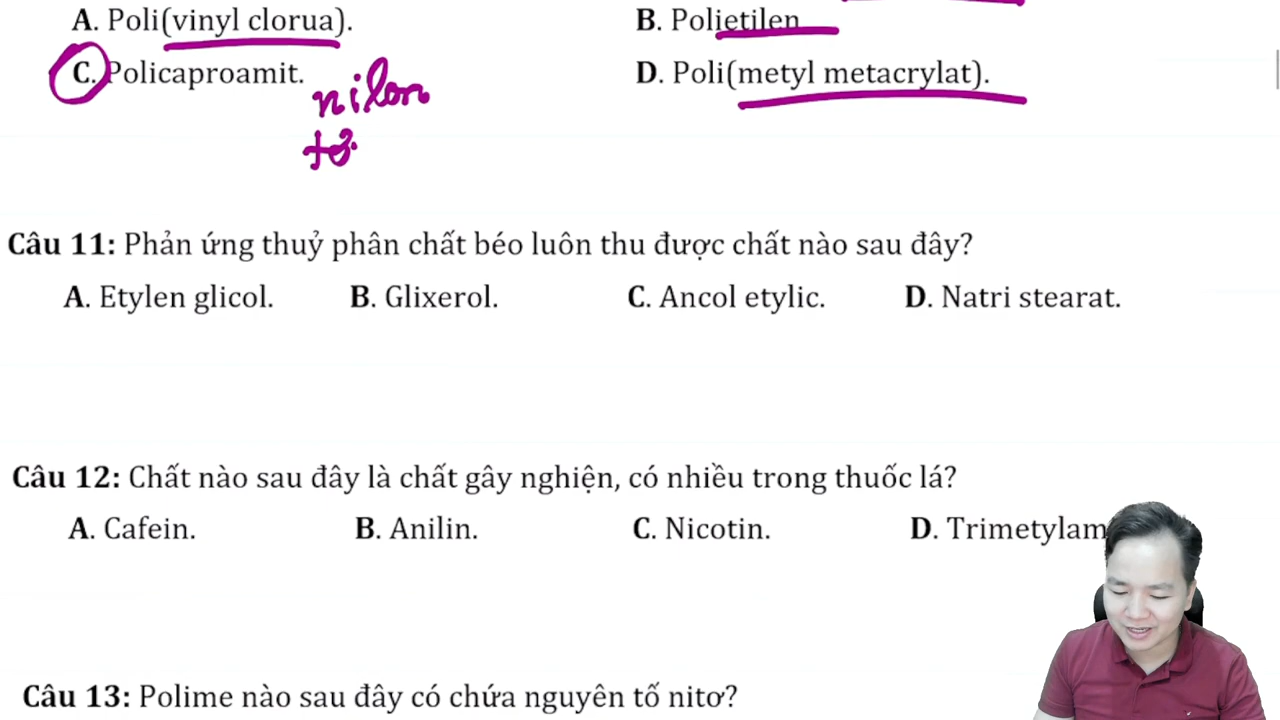 A. Poli(vinyl clorua). B. Polietilen
C. Policaproamit. D. Poli(metyl metacrylat).
nilon
tơ
Câu 11: Phản ứng thuỷ phân chất béo luôn thu được chất nào sau đây?
A. Etylen glicol. B. Glixerol. C. Ancol etylic. D. Natri stearat.
Câu 12: Chất nào sau đây là chất gây nghiện, có nhiều trong thuốc lá?
A. Cafein. B. Anilin. C. Nicotin. D. Trimetylam
Câu 13: Polime nào sau đây có chứa nguyên tố nitơ?